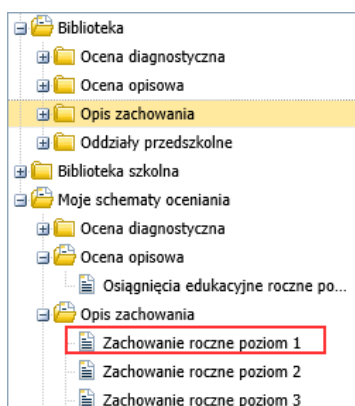 Biblioteka
Ocena diagnostyczna
Ocena opisowa
Opis zachowania
Oddziały przedszkolne
Biblioteka szkolna
Moje schematy oceniania
Ocena diagnostyczna
Ocena opisowa
Osiągnięcia edukacyjne roczne po...
Opis zachowania
Zachowanie roczne poziom 1
Zachowanie roczne poziom 2
Zachowanie roczne poziom 3